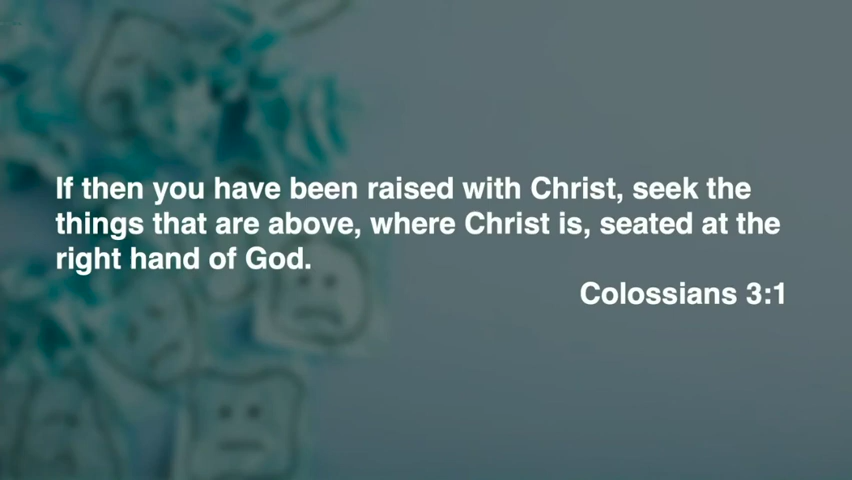 If then you have been raised with Christ, seek the
things that are above, where Christ is, seated at the
right hand of God.
Colossians 3:1